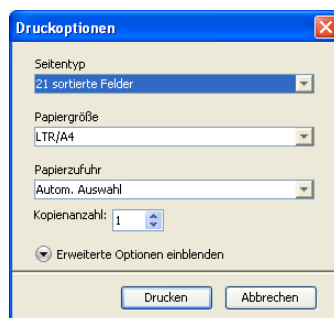 Druckoptionen
Seitentyp
21 sortierte Felder
Papiergröße
LTR/A4
Papierzufuhr
Autom. Auswahl
Kopienanzahl: 1
Erweiterte Optionen einblenden
Drucken Abbrechen